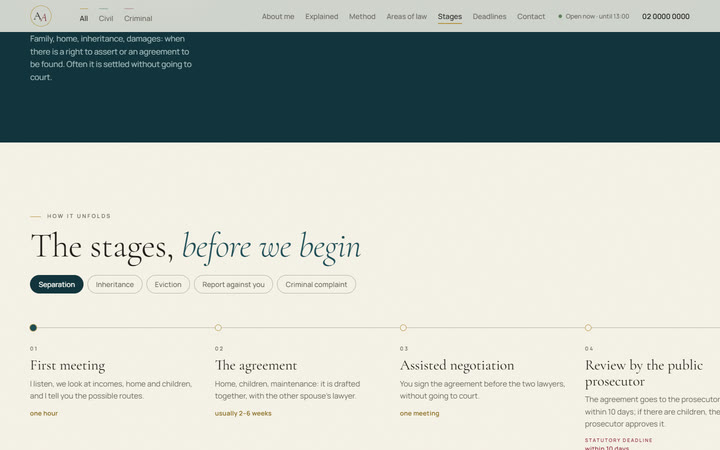 AA
All Civil Criminal
About me Explained Method Areas of law Stages Deadlines Contact Open now · until 13:00 02 0000 0000
Family, home, inheritance, damages: when
there is a right to assert or an agreement to
be found. Often it is settled without going to
court.
HOW IT UNFOLDS
The stages, before we begin
Separation Inheritance Eviction Report against you Criminal complaint
01
First meeting
I listen, we look at incomes, home and children,
and I tell you the possible routes.
one hour
02
The agreement
Home, children, maintenance: it is drafted
together, with the other spouse's lawyer.
usually 2–6 weeks
03
Assisted negotiation
You sign the agreement before the two lawyers,
without going to court.
one meeting
04
Review by the public
prosecutor
The agreement goes to the prosecutor
within 10 days; if there are children, the
prosecutor approves it.
STATUTORY DEADLINE
within 10 days